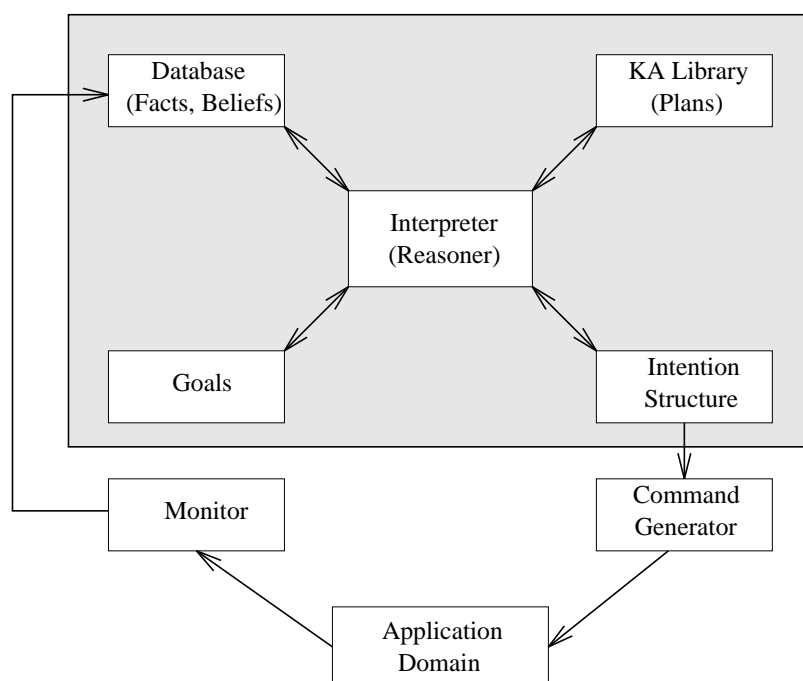 Database
(Facts, Beliefs)
KA Library
(Plans)
Interpreter
(Reasoner)
Goals
Intention
Structure
Monitor
Command
Generator
Application
Domain